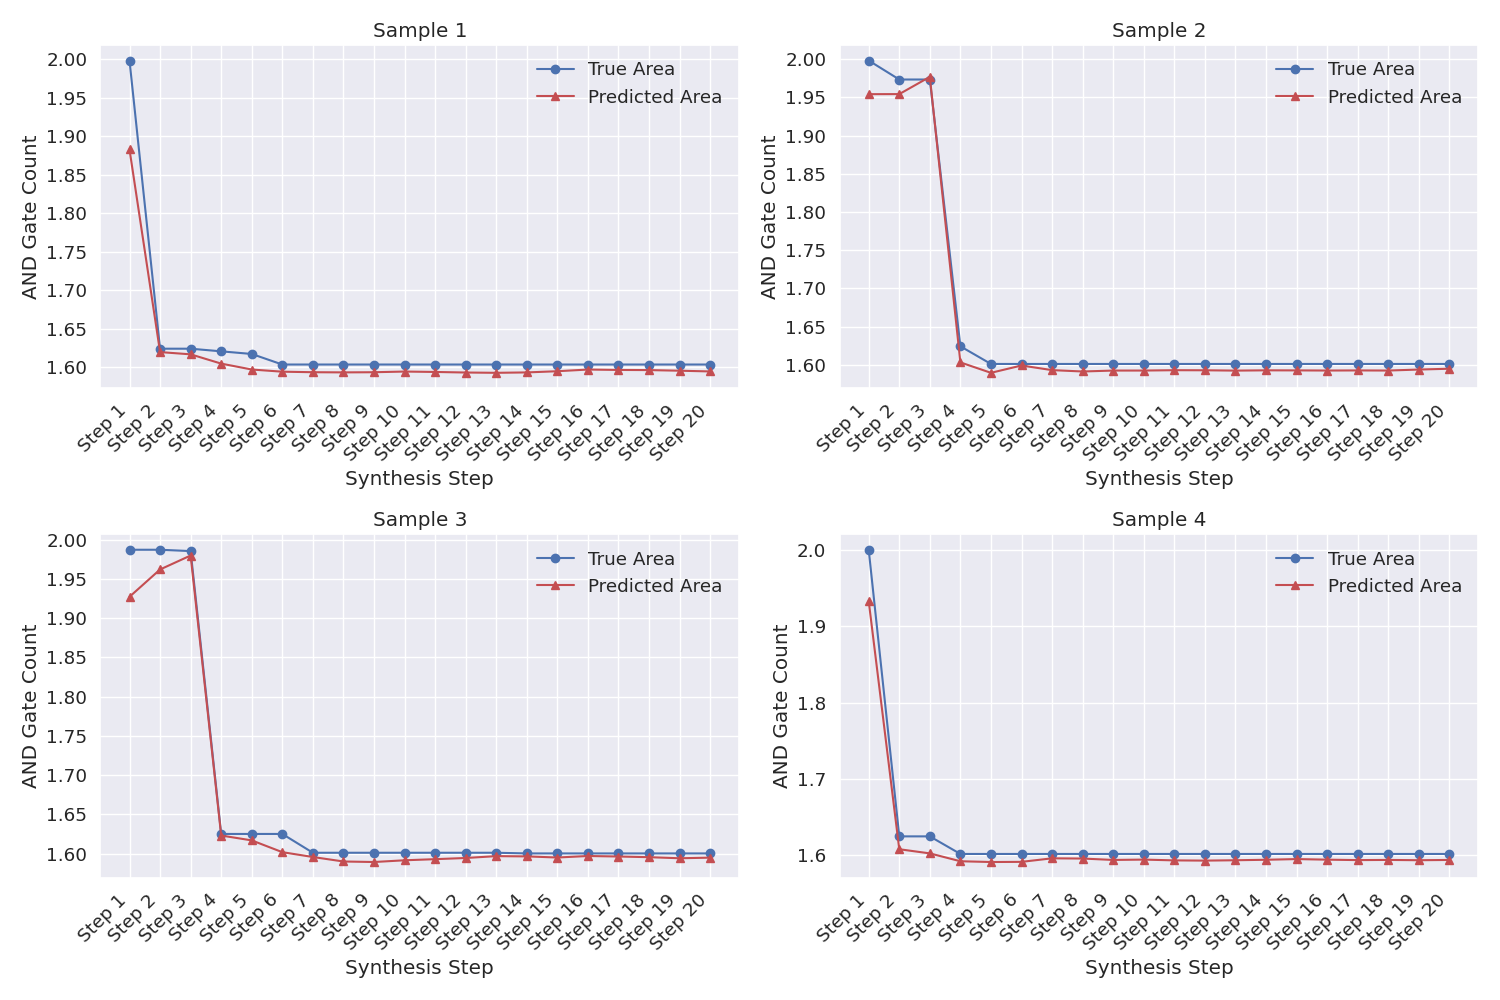 Sample 1
2.00
1.95
1.90
1.85
1.80
1.75
1.70
1.65
1.60
AND Gate Count
True Area
Predicted Area
Step 1
Step 2
Step 3
Step 4
Step 5
Step 6
Step 7
Step 8
Step 9
Step 10
Step 11
Step 12
Step 13
Step 14
Step 15
Step 16
Step 17
Step 18
Step 19
Step 20
Synthesis Step
Sample 2
2.00
1.95
1.90
1.85
1.80
1.75
1.70
1.65
1.60
AND Gate Count
True Area
Predicted Area
Step 1
Step 2
Step 3
Step 4
Step 5
Step 6
Step 7
Step 8
Step 9
Step 10
Step 11
Step 12
Step 13
Step 14
Step 15
Step 16
Step 17
Step 18
Step 19
Step 20
Synthesis Step
Sample 3
2.00
1.95
1.90
1.85
1.80
1.75
1.70
1.65
1.60
AND Gate Count
True Area
Predicted Area
Step 1
Step 2
Step 3
Step 4
Step 5
Step 6
Step 7
Step 8
Step 9
Step 10
Step 11
Step 12
Step 13
Step 14
Step 15
Step 16
Step 17
Step 18
Step 19
Step 20
Synthesis Step
Sample 4
2.0
1.9
1.8
1.7
1.6
AND Gate Count
True Area
Predicted Area
Step 1
Step 2
Step 3
Step 4
Step 5
Step 6
Step 7
Step 8
Step 9
Step 10
Step 11
Step 12
Step 13
Step 14
Step 15
Step 16
Step 17
Step 18
Step 19
Step 20
Synthesis Step